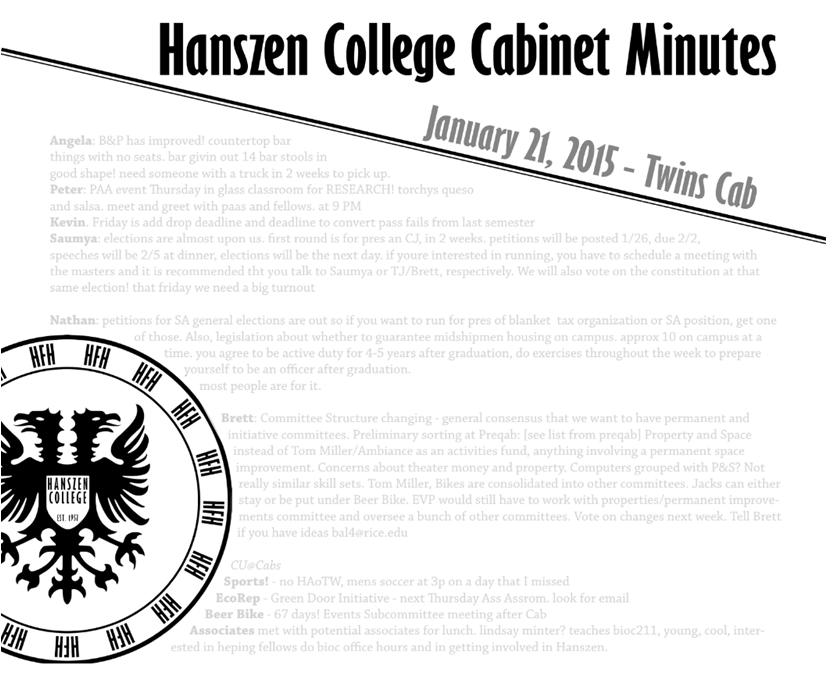 Hanszen College Cabinet Minutes
January 21, 2015 - Twins Cab
Angela: B&P has improved! countertop bar
things with no seats. bar givin out 14 bar stools in
good shape! need someone with a truck in 2 weeks to pick up.
Peter: PAA event Thursday in glass classroom for RESEARCH! torchys queso
and salsa. meet and greet with paas and fellows. at 9 PM
Kevin. Friday is add drop deadline and deadline to convert pass fails from last semester
Saumya: elections are almost upon us. first round is for pres an CJ, in 2 weeks. petitions will be posted 1/26, due 2/2,
speeches will be 2/5 at dinner, elections will be the next day. if youre interested in running, you have to schedule a meeting with
the masters and it is recommended tht you talk to Saumya or TJ/Brett, respectively. We will also vote on the constitution at that
same election! that friday we need a big turnout
Nathan: petitions for SA general elections are out so if you want to run for pres of blanket tax organization or SA position, get one
of those. Also, legislation about whether to guarantee midshipmen housing on campus. approx 10 on campus at a
time. you agree to be active duty for 4-5 years after graduation, do exercises throughout the week to prepare
yourself to be an officer after graduation.
most people are for it.
Brett: Committee Structure changing - general consensus that we want to have permanent and
initiative committees. Preliminary sorting at Preqab: [see list from preqab] Property and Space
instead of Tom Miller/Ambiance as an activities fund, anything involving a permanent space
improvement. Concerns about theater money and property. Computers grouped with P&S? Not
really similar skill sets. Tom Miller, Bikes are consolidated into other committees. Jacks can either
stay or be put under Beer Bike. EVP would still have to work with properties/permanent improve-
ments committee and oversee a bunch of other committees. Vote on changes next week. Tell Brett
if you have ideas bal4@rice.edu
CU@Cabs
Sports! - no HAoTW, mens soccer at 3p on a day that I missed
EcoRep - Green Door Initiative - next Thursday Ass Assrom. look for email
Beer Bike - 67 days! Events Subcommittee meeting after Cab
Associates met with potential associates for lunch. lindsay minter? teaches bioc211, young, cool, inter-
ested in heping fellows do bioc office hours and in getting involved in Hanszen.
HFH
HFH
HFH
HFH
HFH
HFH
HFH
HFH
HFH
HFH
HFH
HANSZEN
COLLEGE
EST. 1957